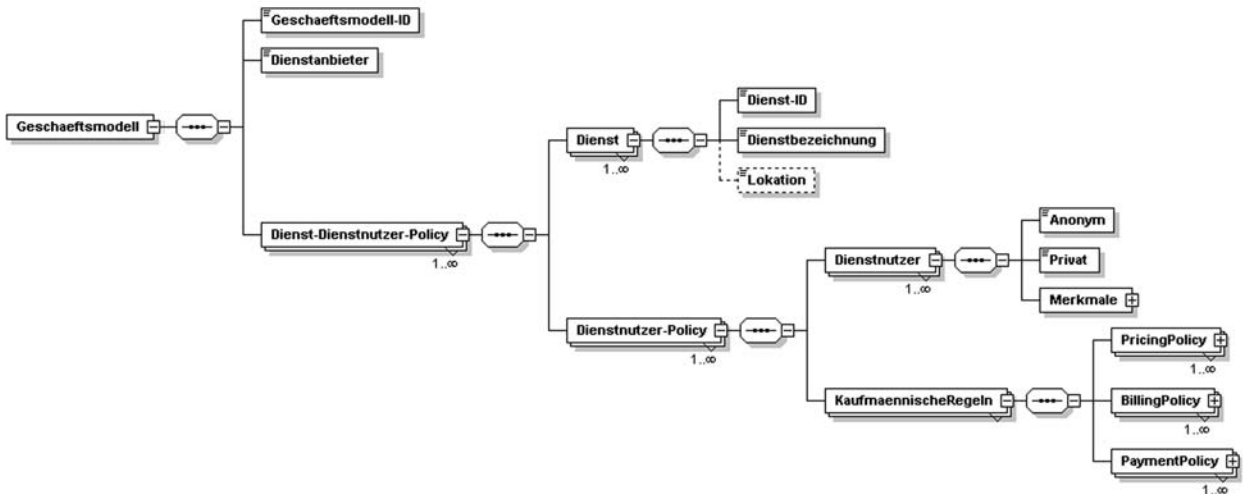 Geschaeftsmodell
Geschaeftsmodell-ID
Dienstanbieter
Dienst-Dienstnutzer-Policy
1..∞
Dienst
1..∞
Dienst-ID
Dienstbezeichnung
Lokation
Dienstnutzer-Policy
1..∞
Dienstnutzer
1..∞
Anonym
Privat
Merkmale
KaufmaennischeRegeln
PricingPolicy
1..∞
BillingPolicy
1..∞
PaymentPolicy
1..∞